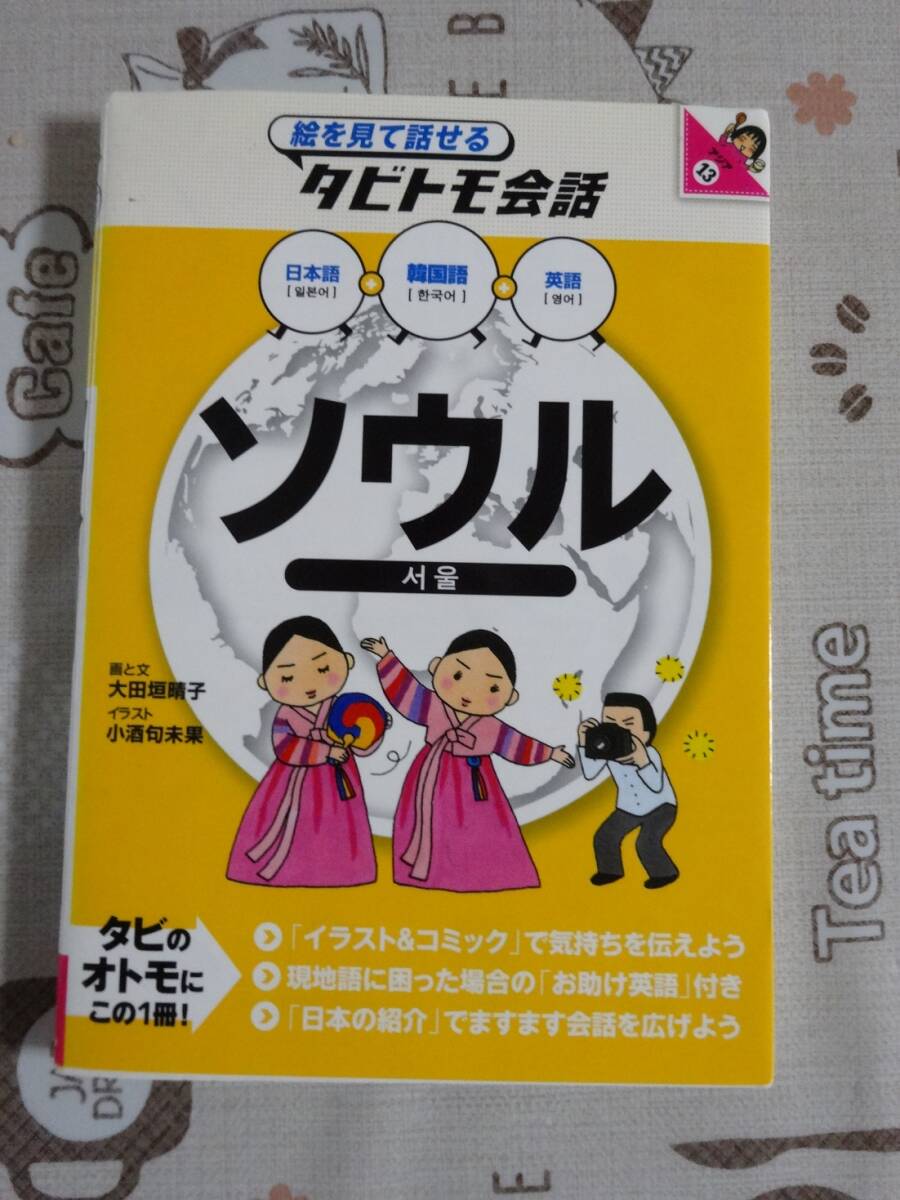 絵を見て話せる
タビトモ会話
アジア
13
日本語
[일본어]
韓国語
[한국어]
英語
[영어]
ソウル
서울
画と文
大田垣晴子
イラスト
小酒句未果
タビの
オトモに
この1冊!
「イラスト&コミック」で気持ちを伝えよう
現地語に困った場合の「お助け英語」付き
「日本の紹介」でますます会話を広げよう
Cafe
Tea time